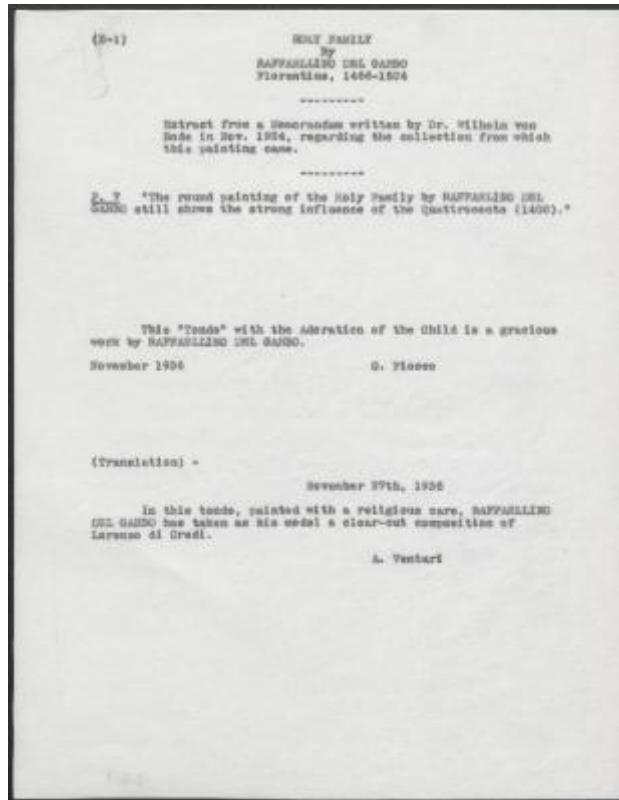 (K-1)
HOLY FAMILY
By
RAFFAELLINO DEL GARBO
Florentine, 1466-1524
Extract from a Memorandum written by Dr. Wilhelm von
Bode in Nov. 1924, regarding the collection from which
this painting came.
P. 7 "The round painting of the Holy Family by RAFFAELINO DEL
GARBO still shows the strong influence of the Quattrocento (1400)."
This "Tondo" with the Adoration of the Child is a gracious
work by RAFFAELLINO DEL GARBO.
November 1936 G. Fiocco
(Translation) -
November 27th, 1936
In this tondo, painted with a religious care, RAFFAELLINO
DEL GARBO has taken as his model a clear-cut composition of
Lorenzo di Credi.
A. Venturi